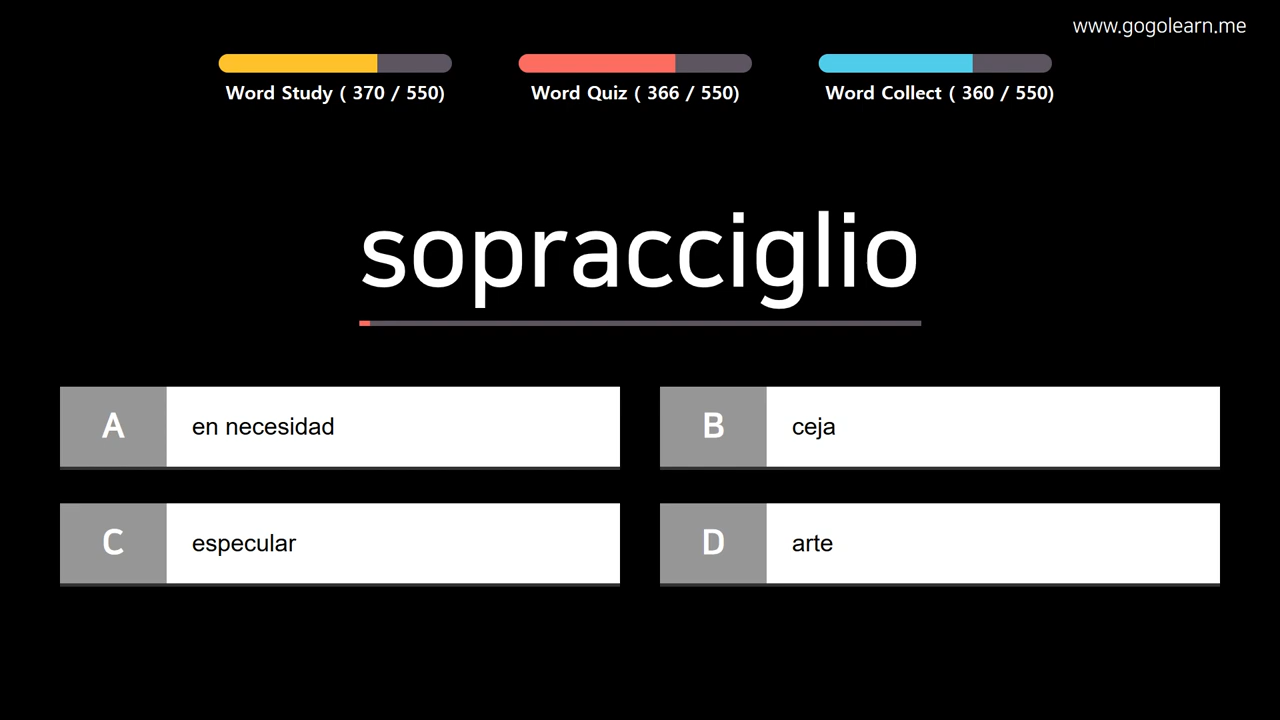 www.gogolearn.me
Word Study ( 370 / 550)
Word Quiz ( 366 / 550)
Word Collect ( 360 / 550)
sopracciglio
A en necesidad
B ceja
C especular
D arte